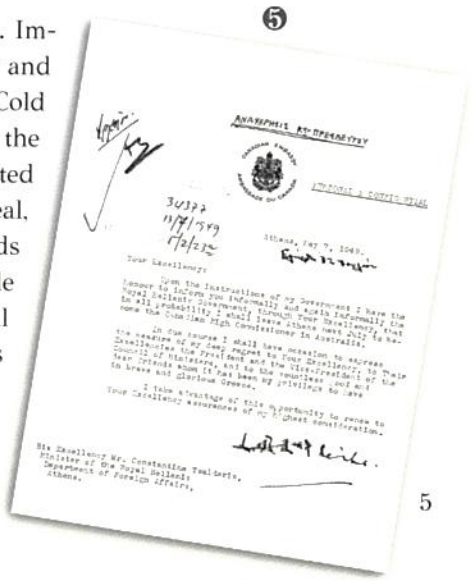 ❺
. Im-
and
Cold
the
ted
eal,
ds
le
l
s
ΑΝΑΧΩΡΗΣΙΣ ΚΠ ΠΡΕΣΒΕΥΤΟΥ
CANADIAN EMBASSY
AMBASSADE DU CANADA
PERSONAL & CONFIDENTIAL
34377
Athens, May 7, 1949.
Your Excellency:
Upon the instructions of my Government I have the
honour to inform you informally and again informally the
Royal Hellenic Government, through Your Excellency, that
in all probability I shall leave Athens next July to be-
come the Canadian High Commissioner in Australia.
In due course I shall have occasion to express
the measure of my deep regret to Your Excellency, to Their
Excellencies the President and the Vice-President of the
Council of Ministers, and to the countless good and
dear friends whom it has been my privilege to have
in brave and glorious Greece.
I take advantage of this opportunity to renew to
Your Excellency assurances of my highest consideration.
His Excellency Mr. Constantine Tsaldaris,
Minister of the Royal Hellenic
Department of Foreign Affairs,
Athens.
5